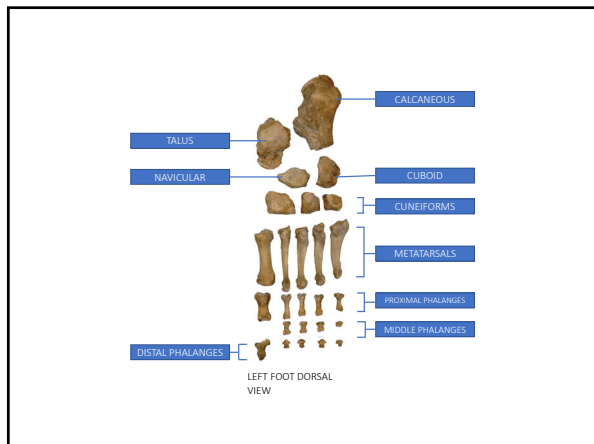 CALCANEOUS
TALUS
NAVICULAR
CUBOID
CUNEIFORMS
METATARSALS
PROXIMAL PHALANGES
MIDDLE PHALANGES
DISTAL PHALANGES
LEFT FOOT DORSAL
VIEW